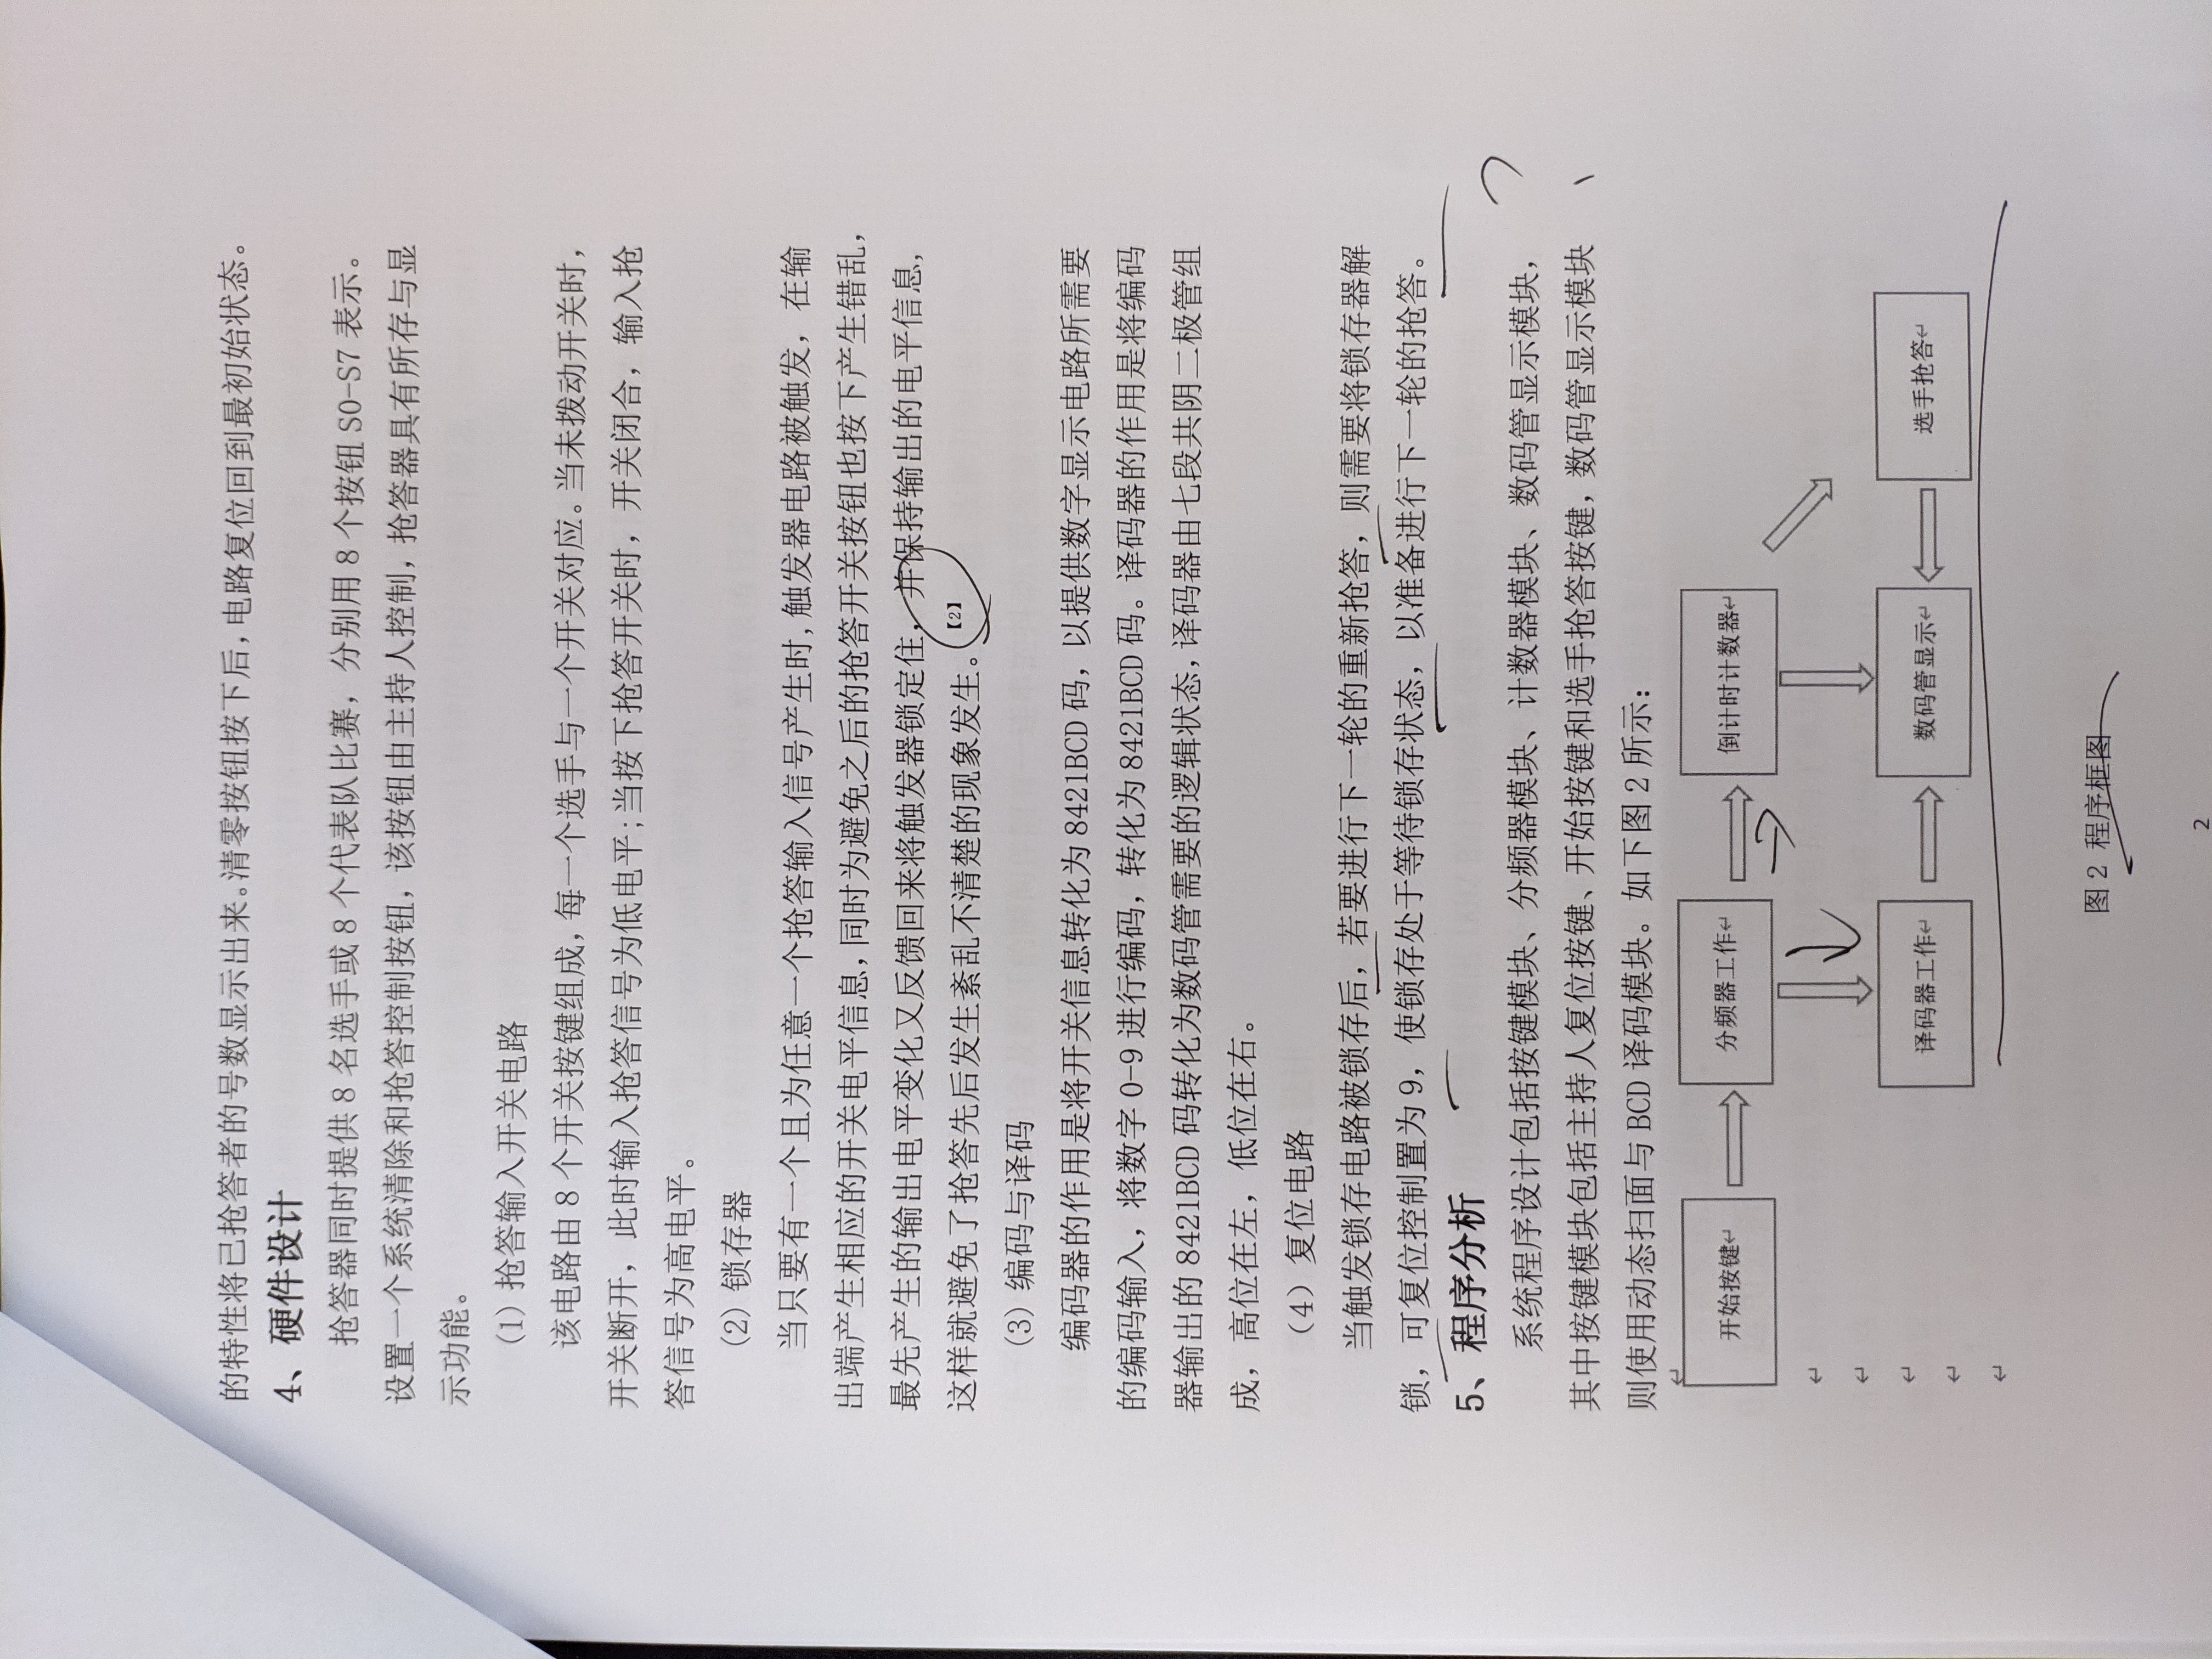 的特性将已抢答者的号数显示出来。清零按钮按下后，电路复位回到最初始状态。
4、硬件设计
抢答器同时提供 8 名选手或 8 个代表队比赛，分别用 8 个按钮 S0-S7 表示。
设置一个系统清除和抢答控制按钮，该按钮由主持人控制，抢答器具有所存与显
示功能。
(1) 抢答输入开关电路
该电路由 8 个开关按键组成，每一个选手与一个开关对应。当未拨动开关时，
开关断开，此时输入抢答信号为低电平；当按下抢答开关时，开关闭合，输入抢
答信号为高电平。
(2) 锁存器
当只要有一个且为任意一个抢答输入信号产生时，触发器电路被触发，在输
出端产生相应的开关电平信息，同时为避免之后的抢答开关按钮也按下产生错乱，
最先产生的输出电平变化又反馈回来将触发器锁定住，并保持输出的电平信息，
这样就避免了抢答先后发生紊乱不清楚的现象发生。【2】
(3) 编码与译码
编码器的作用是将开关信息转化为 8421BCD 码，以提供数字显示电路所需要
的编码输入，将数字 0-9 进行编码，转化为 8421BCD 码。译码器的作用是将编码
器输出的 8421BCD 码转化为数码管需要的逻辑状态，译码器由七段共阴二极管组
成，高位在左，低位在右。
（4）复位电路
当触发锁存电路被锁存后，若要进行下一轮的重新抢答，则需要将锁存器解
锁，可复位控制置为 9，使锁存处于等待锁存状态，以准备进行下一轮的抢答。
5、程序分析
系统程序设计包括按键模块、分频器模块、计数器模块、数码管显示模块，
其中按键模块包括主持人复位按键、开始按键和选手抢答按键，数码管显示模块
则使用动态扫面与 BCD 译码模块。如下图 2 所示：
开始按键
分频器工作
倒计时计数器
译码器工作
数码管显示
选手抢答
图 2 程序框图
2